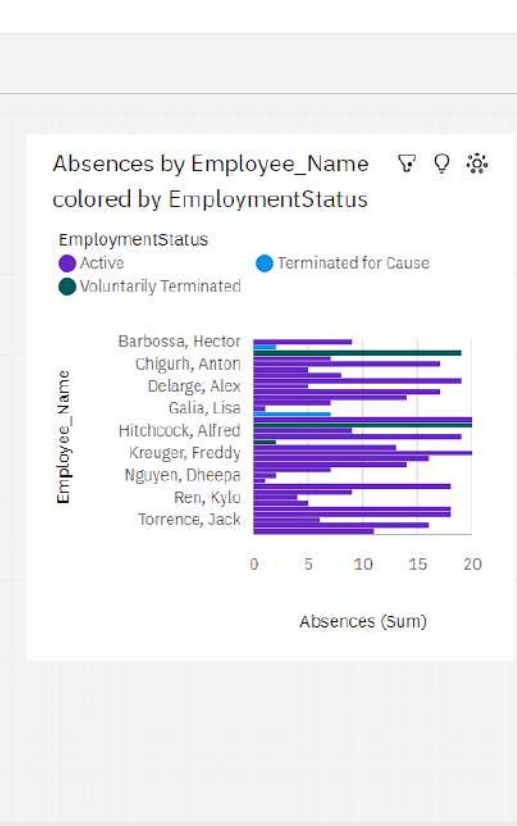 Absences by Employee_Name
colored by EmploymentStatus
EmploymentStatus
Active
Terminated for Cause
Voluntarily Terminated
Employee_Name
Barbossa, Hector
Chigurh, Anton
Delarge, Alex
Galia, Lisa
Hitchcock, Alfred
Kreuger, Freddy
Nguyen, Dheepa
Ren, Kylo
Torrence, Jack
0 5 10 15 20
Absences (Sum)